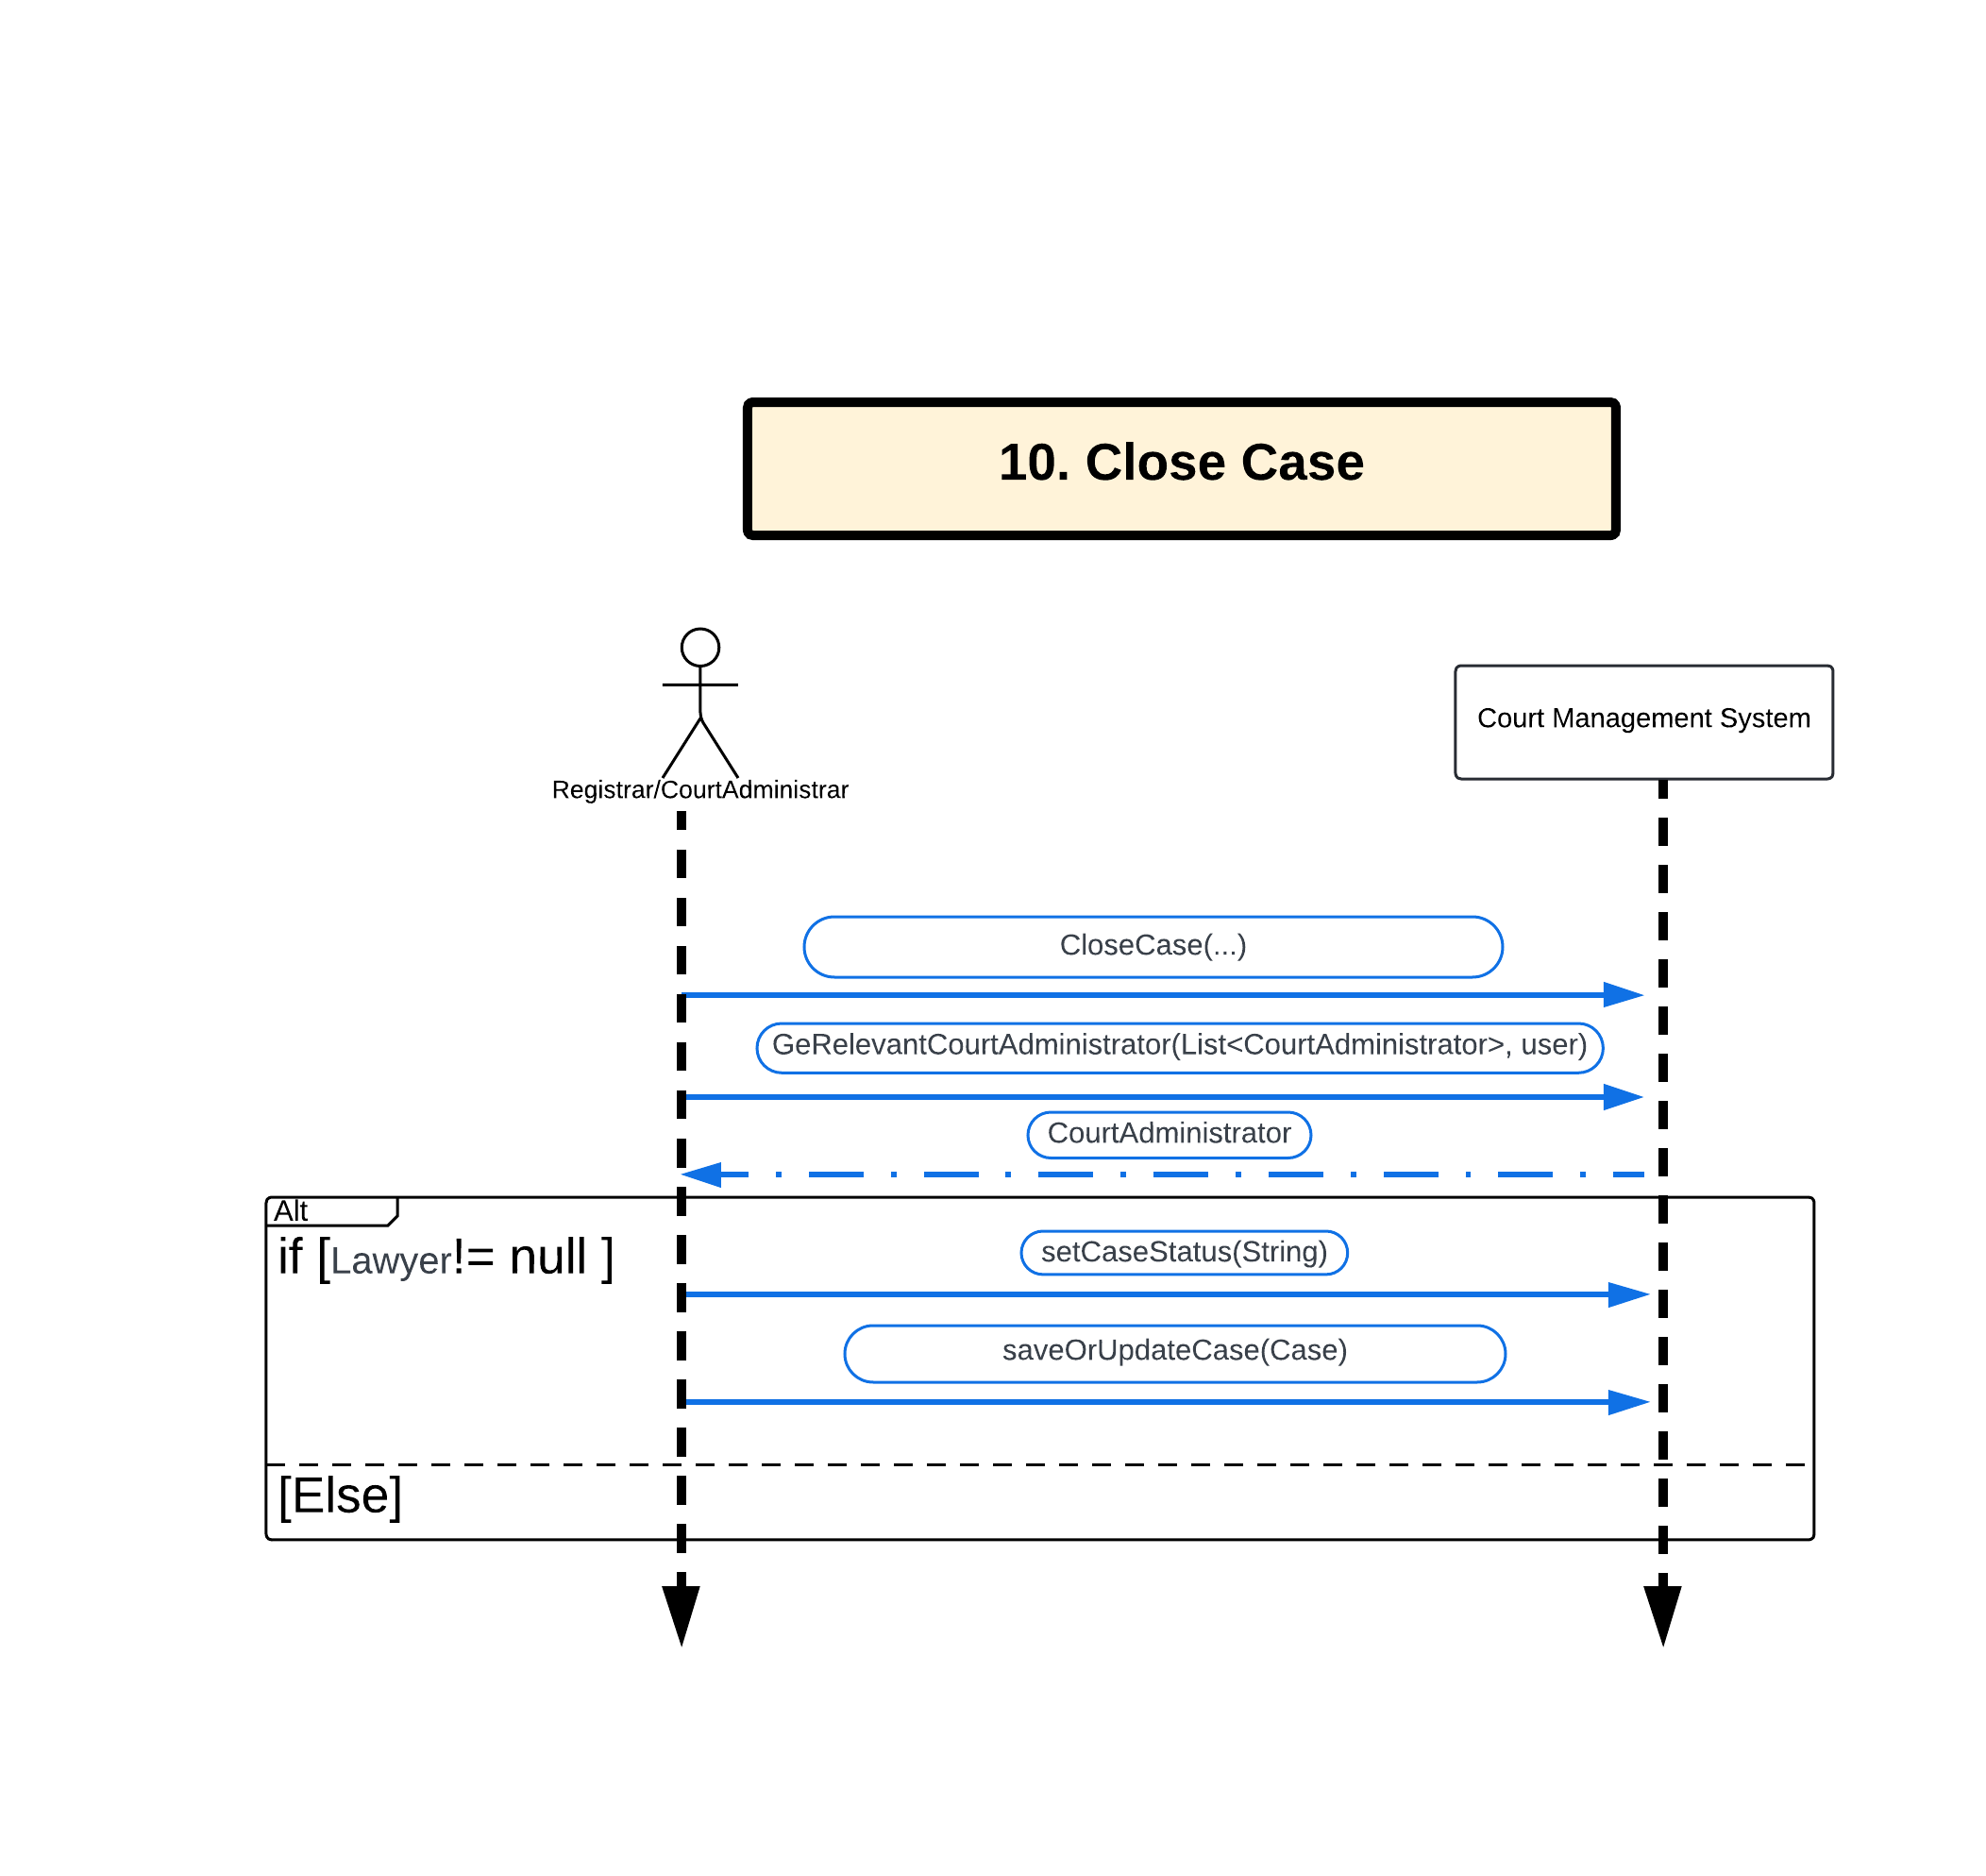 10. Close Case
Court Management System
Registrar/CourtAdministrar
CloseCase(...)
GeRelevantCourtAdministrator(List<CourtAdministrator>, user)
CourtAdministrator
Alt
if [Lawyer!= null ]
setCaseStatus(String)
saveOrUpdateCase(Case)
[Else]